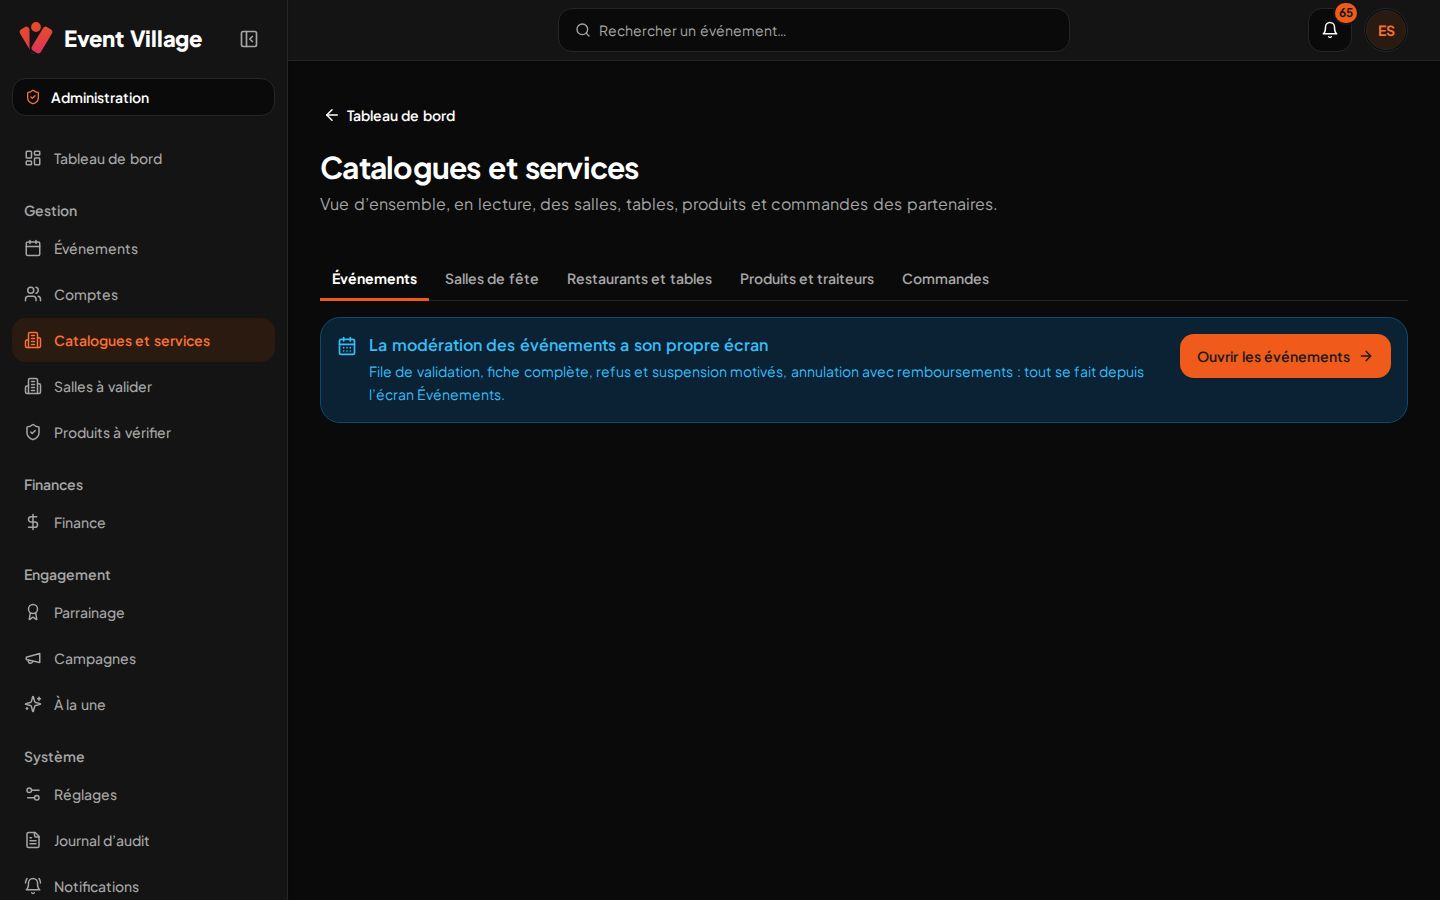 Event Village
Administration
Tableau de bord
Gestion
Événements
Comptes
Catalogues et services
Salles à valider
Produits à vérifier
Finances
Finance
Engagement
Parrainage
Campagnes
À la une
Système
Réglages
Journal d’audit
Notifications
Rechercher un événement…
65
ES
Tableau de bord
Catalogues et services
Vue d’ensemble, en lecture, des salles, tables, produits et commandes des partenaires.
Événements
Salles de fête
Restaurants et tables
Produits et traiteurs
Commandes
La modération des événements a son propre écran
File de validation, fiche complète, refus et suspension motivés, annulation avec remboursements : tout se fait depuis
l’écran Événements.
Ouvrir les événements